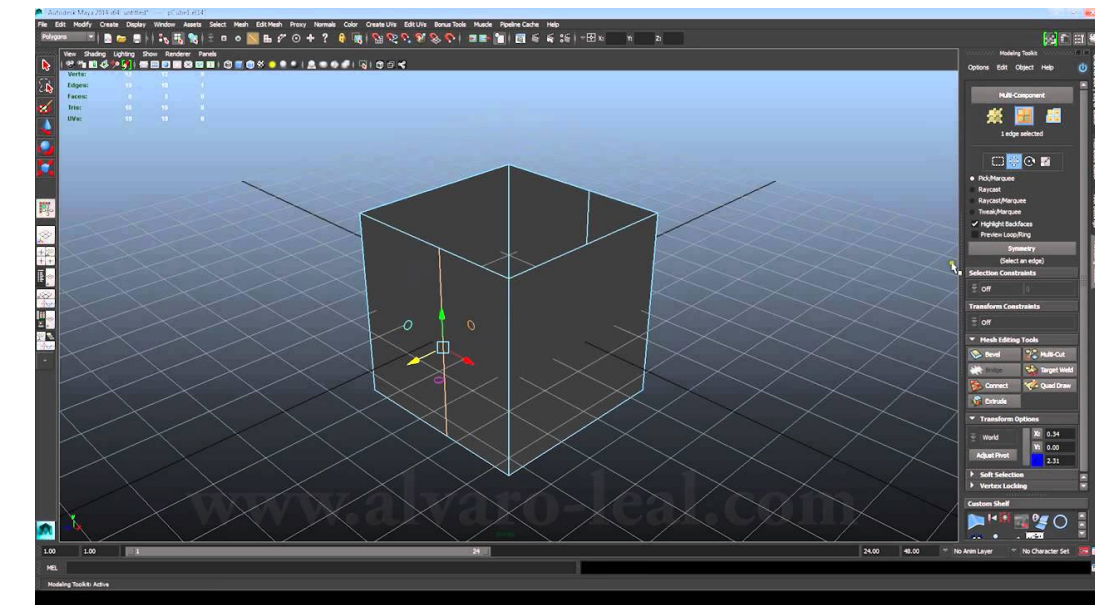 Autodesk Maya 2014 x64: untitled* --- pCube1.e[14]
File Edit Modify Create Display Window Assets Select Mesh Edit Mesh Proxy Normals Color Create UVs Edit UVs Bonus Tools Muscle Pipeline Cache Help
Polygons
X: Y: Z:
View Shading Lighting Show Renderer Panels
Verts: 12 12 0
Edges:
Faces:
Tris:
UVs:
Modeling Toolkit
Options Edit Object Help
Multi-Component
1 edge selected
Pick/Marquee
Raycast
Raycast/Marquee
Tweak/Marquee
Highlight Backfaces
Preview Loop/Ring
Symmetry
(Select an edge)
Selection Constraints
Off
Transform Constraints
Off
Mesh Editing Tools
Bevel Multi-Cut
Bridge Target Weld
Connect Quad Draw
Extrude
Transform Options
World X: 0.34
Y: 0.00
Adjust Pivot 2.31
Soft Selection
Vertex Locking
Custom Shelf
www.alvaro-leal.com
persp
1.00 1.00 1 24 24.00 48.00 No Anim Layer No Character Set
MEL
Modeling Toolkit: Active